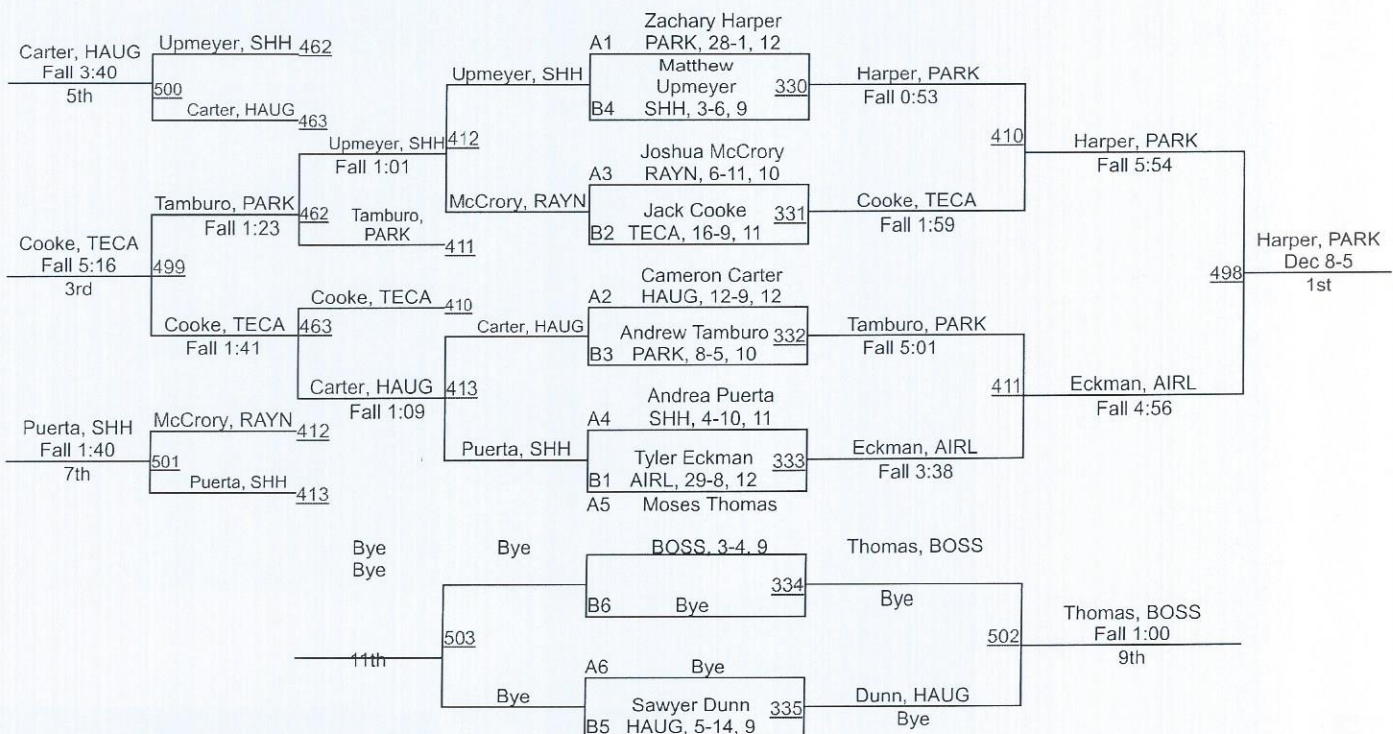 Carter, HAUG
Fall 3:40
5th
Upmeyer, SHH 462
500
Carter, HAUG 463
Upmeyer, SHH 412
Fall 1:01
Tamburo, PARK 462
Fall 1:23
Tamburo,
PARK
411
Cooke, TECA
Fall 5:16
3rd
499
Cooke, TECA 463
Fall 1:41
Cooke, TECA 410
Carter, HAUG 413
Fall 1:09
Puerta, SHH
Fall 1:40
7th
McCrory, RAYN 412
501
Puerta, SHH 413
Upmeyer, SHH
McCrory, RAYN
Carter, HAUG
Puerta, SHH
Zachary Harper
A1 PARK, 28-1, 12
Matthew
Upmeyer 330
B4 SHH, 3-6, 9
Joshua McCrory
A3 RAYN, 6-11, 10
Jack Cooke 331
B2 TECA, 16-9, 11
Cameron Carter
A2 HAUG, 12-9, 12
Andrew Tamburo 332
B3 PARK, 8-5, 10
Andrea Puerta
A4 SHH, 4-10, 11
Tyler Eckman 333
B1 AIRL, 29-8, 12
A5 Moses Thomas
BOSS, 3-4, 9
334
B6 Bye
A6 Bye
Sawyer Dunn 335
B5 HAUG, 5-14, 9
Harper, PARK
Fall 0:53
410
Cooke, TECA
Fall 1:59
Tamburo, PARK
Fall 5:01
411
Eckman, AIRL
Fall 3:38
Harper, PARK
Fall 5:54
498
Eckman, AIRL
Fall 4:56
Harper, PARK
Dec 8-5
1st
Bye
Bye
Bye
503
11th
Bye
Thomas, BOSS
Bye
502
Dunn, HAUG
Bye
Thomas, BOSS
Fall 1:00
9th